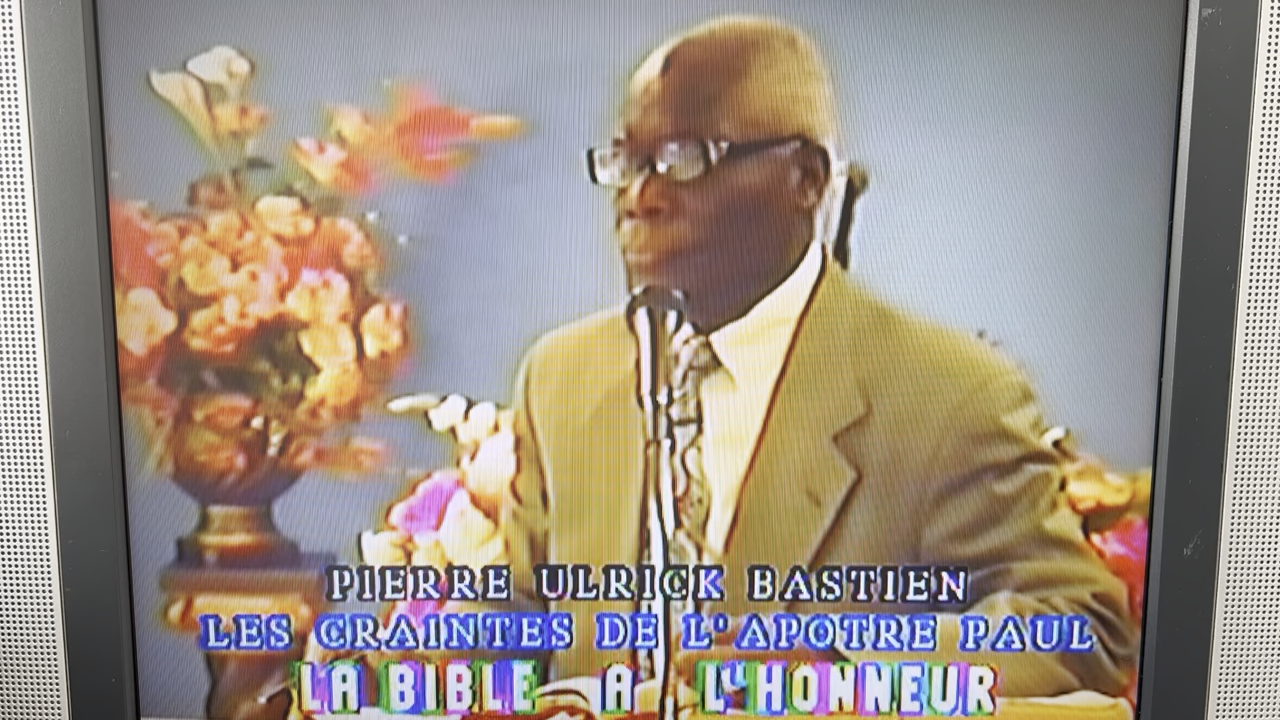 PIERRE ULRICK BASTIEN
LES CRAINTES DE L'APOTRE PAUL
LA BIBLE A L'HONNEUR